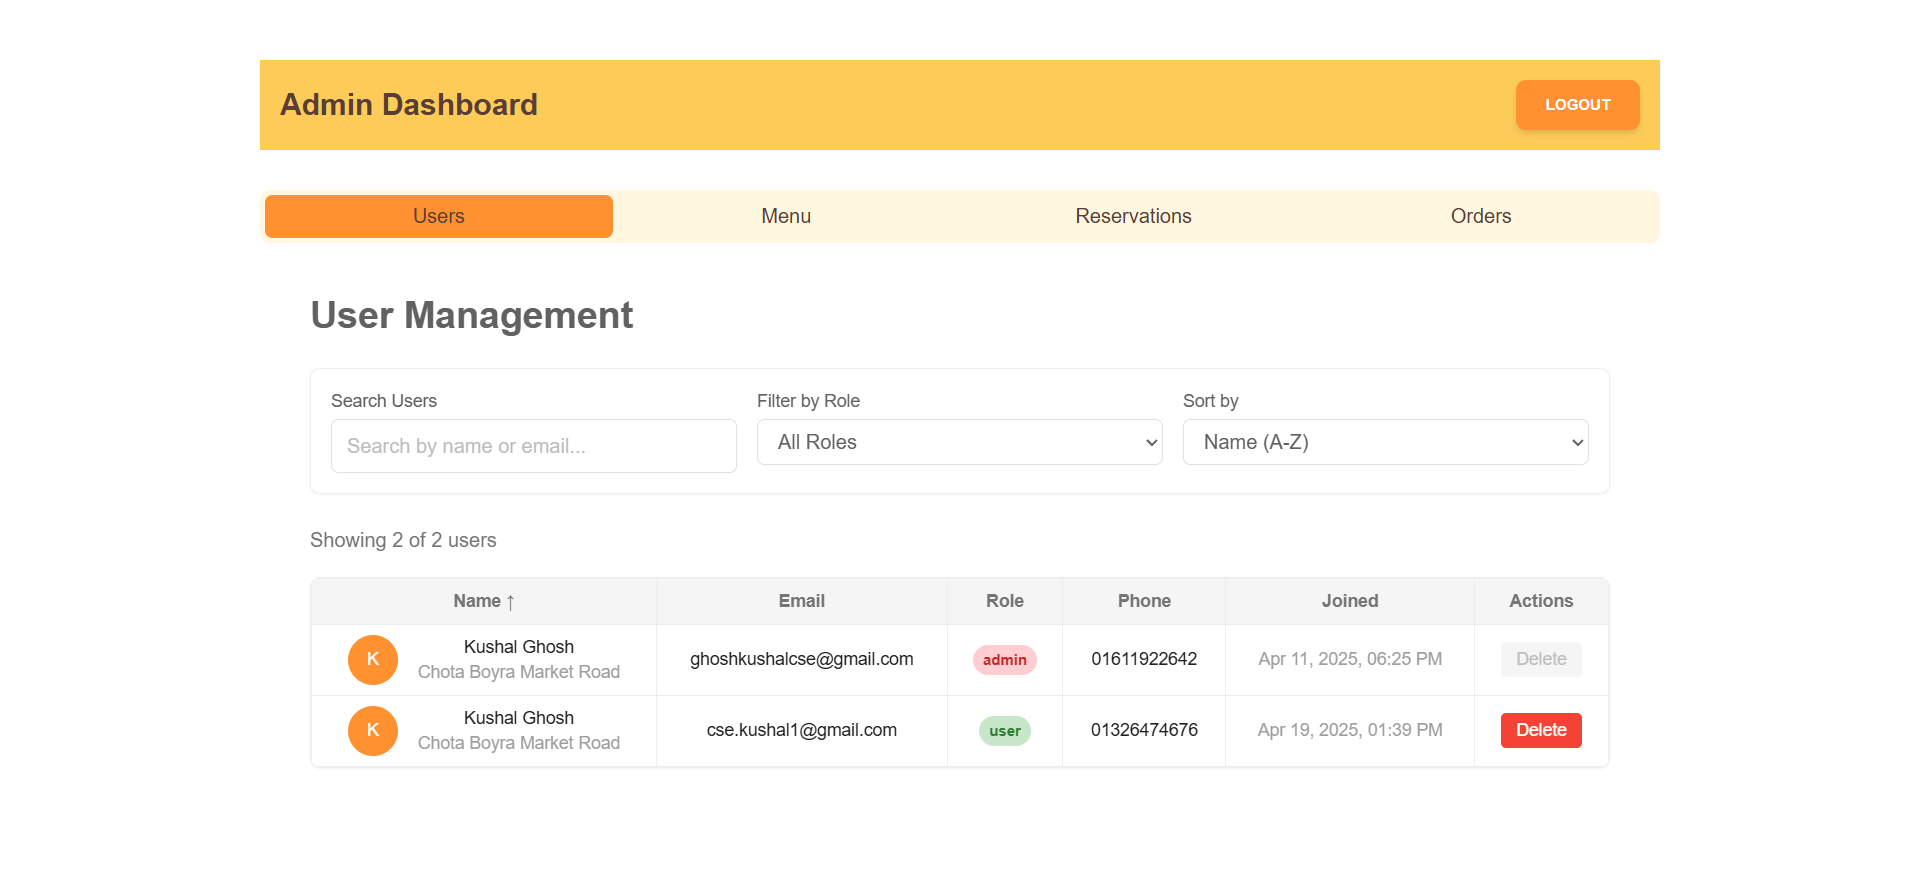 Admin Dashboard
LOGOUT
Users Menu Reservations Orders
User Management
Search Users Filter by Role Sort by
Search by name or email... All Roles Name (A-Z)
Showing 2 of 2 users
Name ↑ Email Role Phone Joined Actions
K Kushal Ghosh
Chota Boyra Market Road
ghoshkushalcse@gmail.com admin 01611922642 Apr 11, 2025, 06:25 PM Delete
K Kushal Ghosh
Chota Boyra Market Road
cse.kushal1@gmail.com user 01326474676 Apr 19, 2025, 01:39 PM Delete